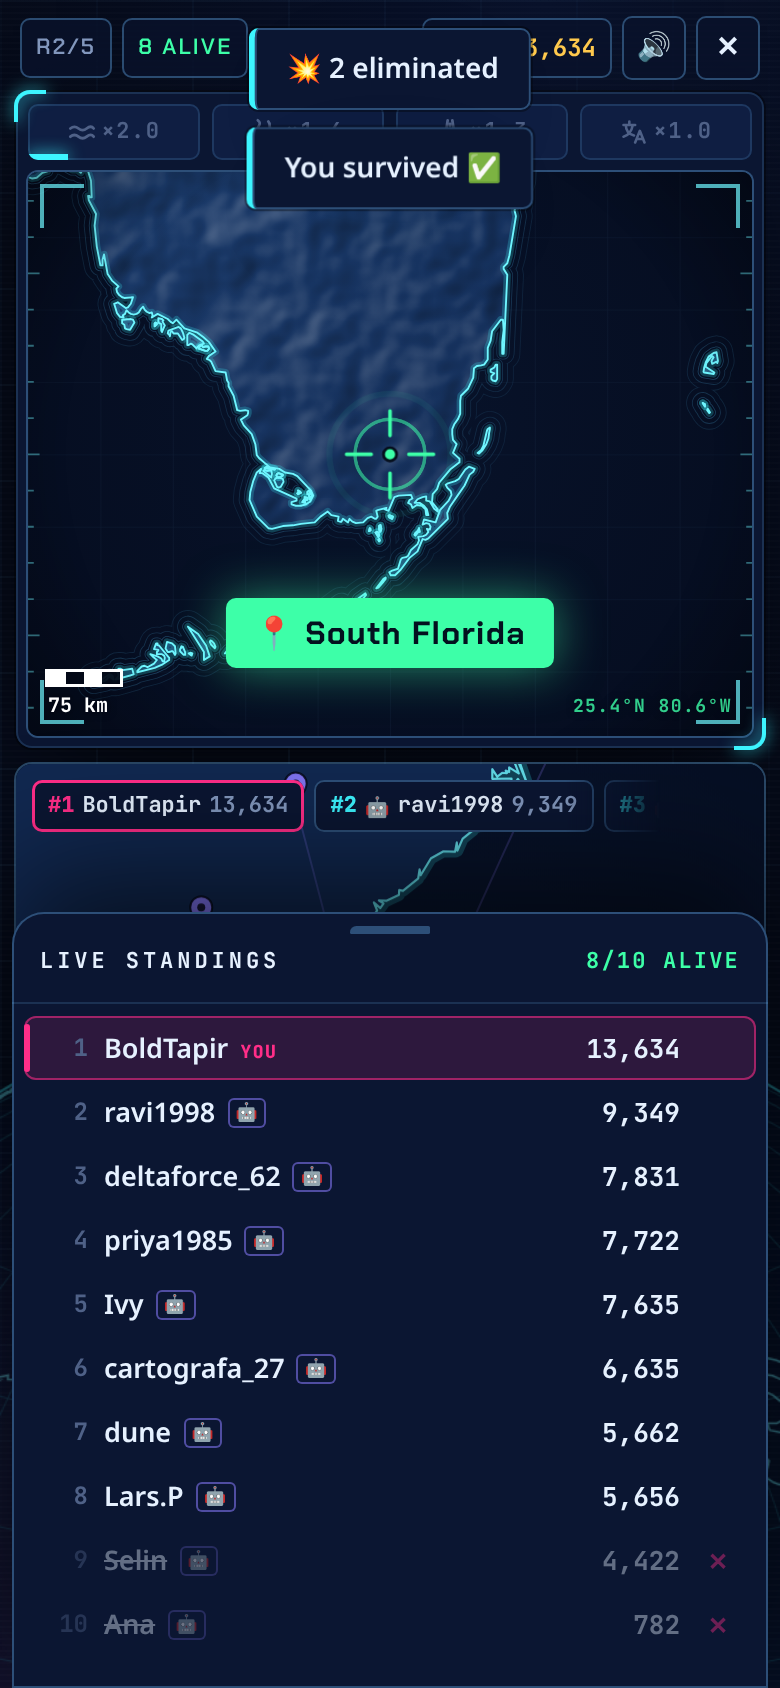 R2/5
8 ALIVE
3,634
💥 2 eliminated
×2.0
×1.0
You survived ✅
📍 South Florida
75 km
25.4°N 80.6°W
#1 BoldTapir 13,634
#2 🤖 ravi1998 9,349
#3
LIVE STANDINGS
8/10 ALIVE
1 BoldTapir YOU 13,634
2 ravi1998 🤖 9,349
3 deltaforce_62 🤖 7,831
4 priya1985 🤖 7,722
5 Ivy 🤖 7,635
6 cartografa_27 🤖 6,635
7 dune 🤖 5,662
8 Lars.P 🤖 5,656
9 Selin 🤖 4,422 ×
10 Ana 🤖 782 ×